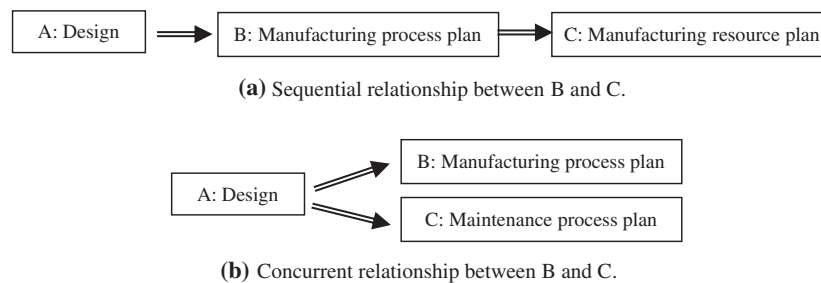 A: Design
B: Manufacturing process plan
C: Manufacturing resource plan
(a) Sequential relationship between B and C.
B: Manufacturing process plan
A: Design
C: Maintenance process plan
(b) Concurrent relationship between B and C.